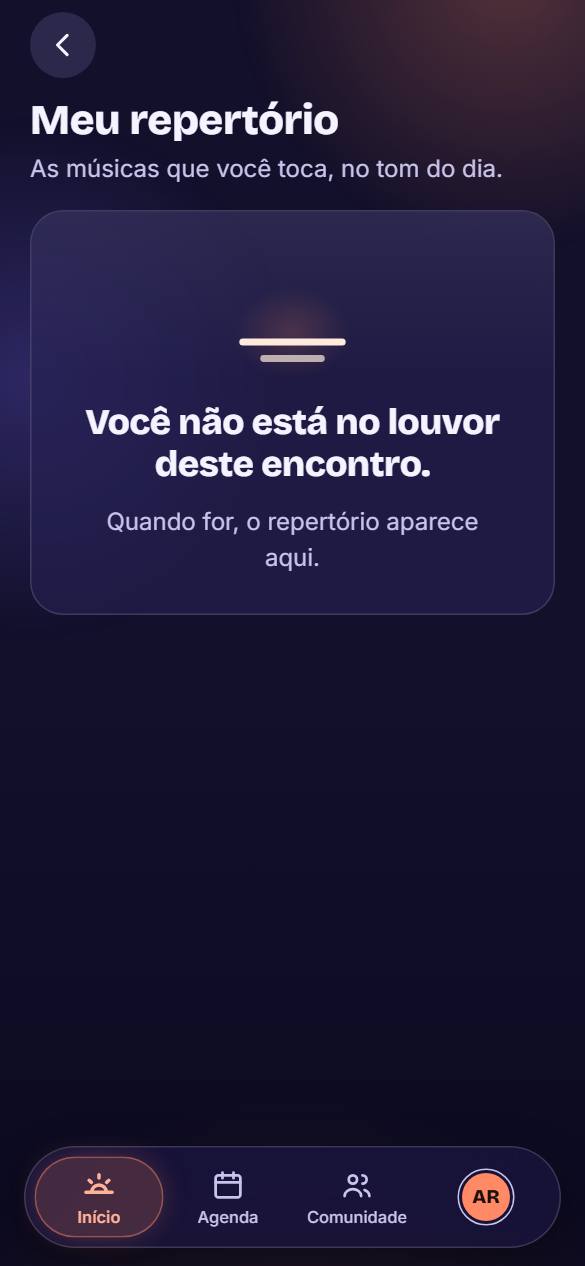 Meu repertório
As músicas que você toca, no tom do dia.
Você não está no louvor
deste encontro.
Quando for, o repertório aparece
aqui.
Início
Agenda
Comunidade
AR